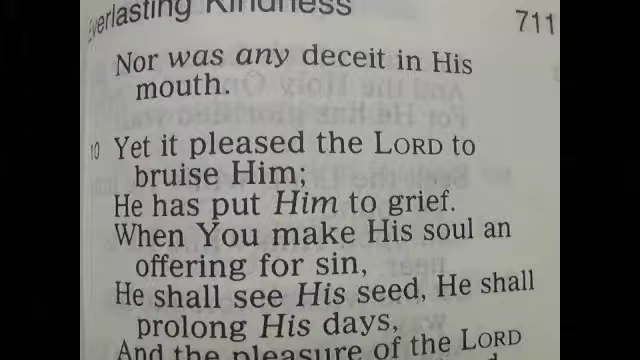 Everlasting Kindness
711
Nor was any deceit in His
mouth.
10 Yet it pleased the LORD to
bruise Him;
He has put Him to grief.
When You make His soul an
offering for sin,
He shall see His seed, He shall
prolong His days,
And the pleasure of the LORD